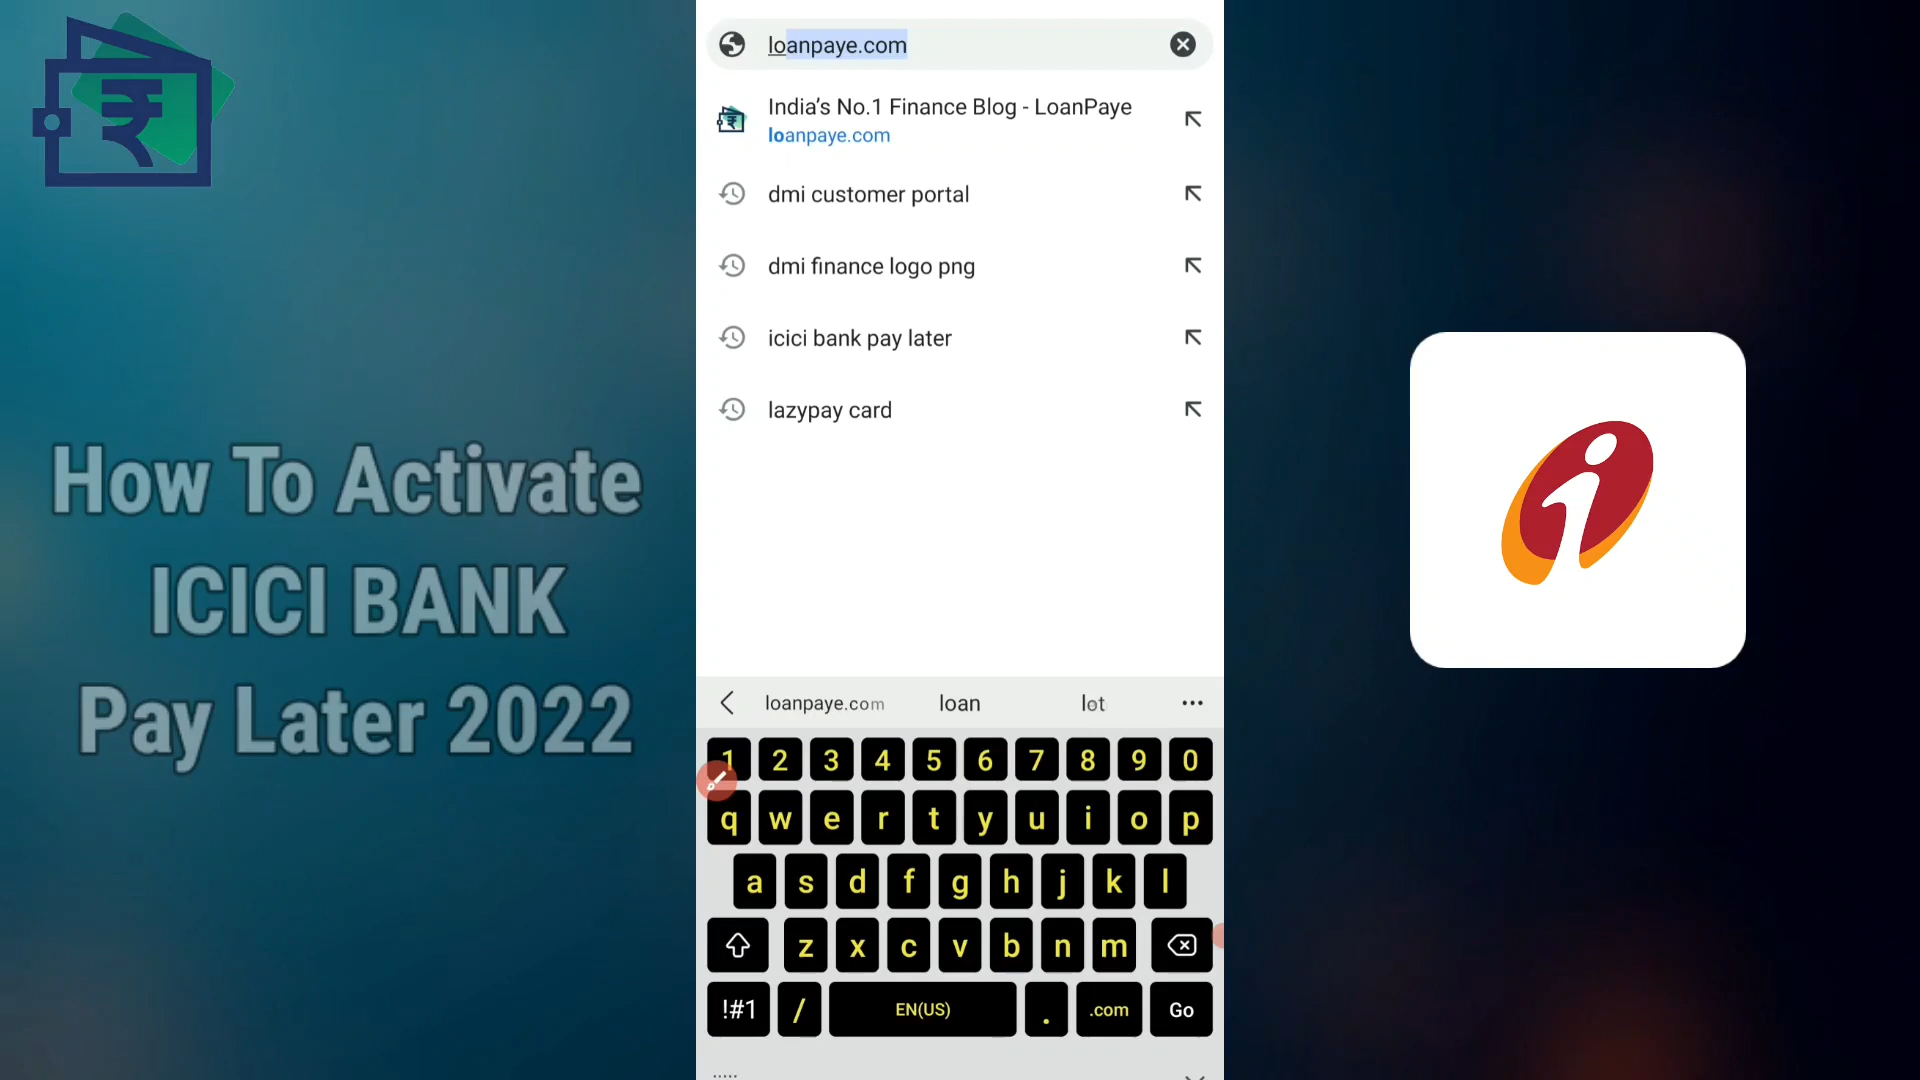 How To Activate
ICICI BANK
Pay Later 2022
loanpaye.com
India’s No.1 Finance Blog - LoanPaye
loanpaye.com
dmi customer portal
dmi finance logo png
icici bank pay later
lazypay card
loanpaye.com loan lot
1 2 3 4 5 6 7 8 9 0
q w e r t y u i o p
a s d f g h j k l
z x c v b n m
!#1 / EN(US) . .com Go